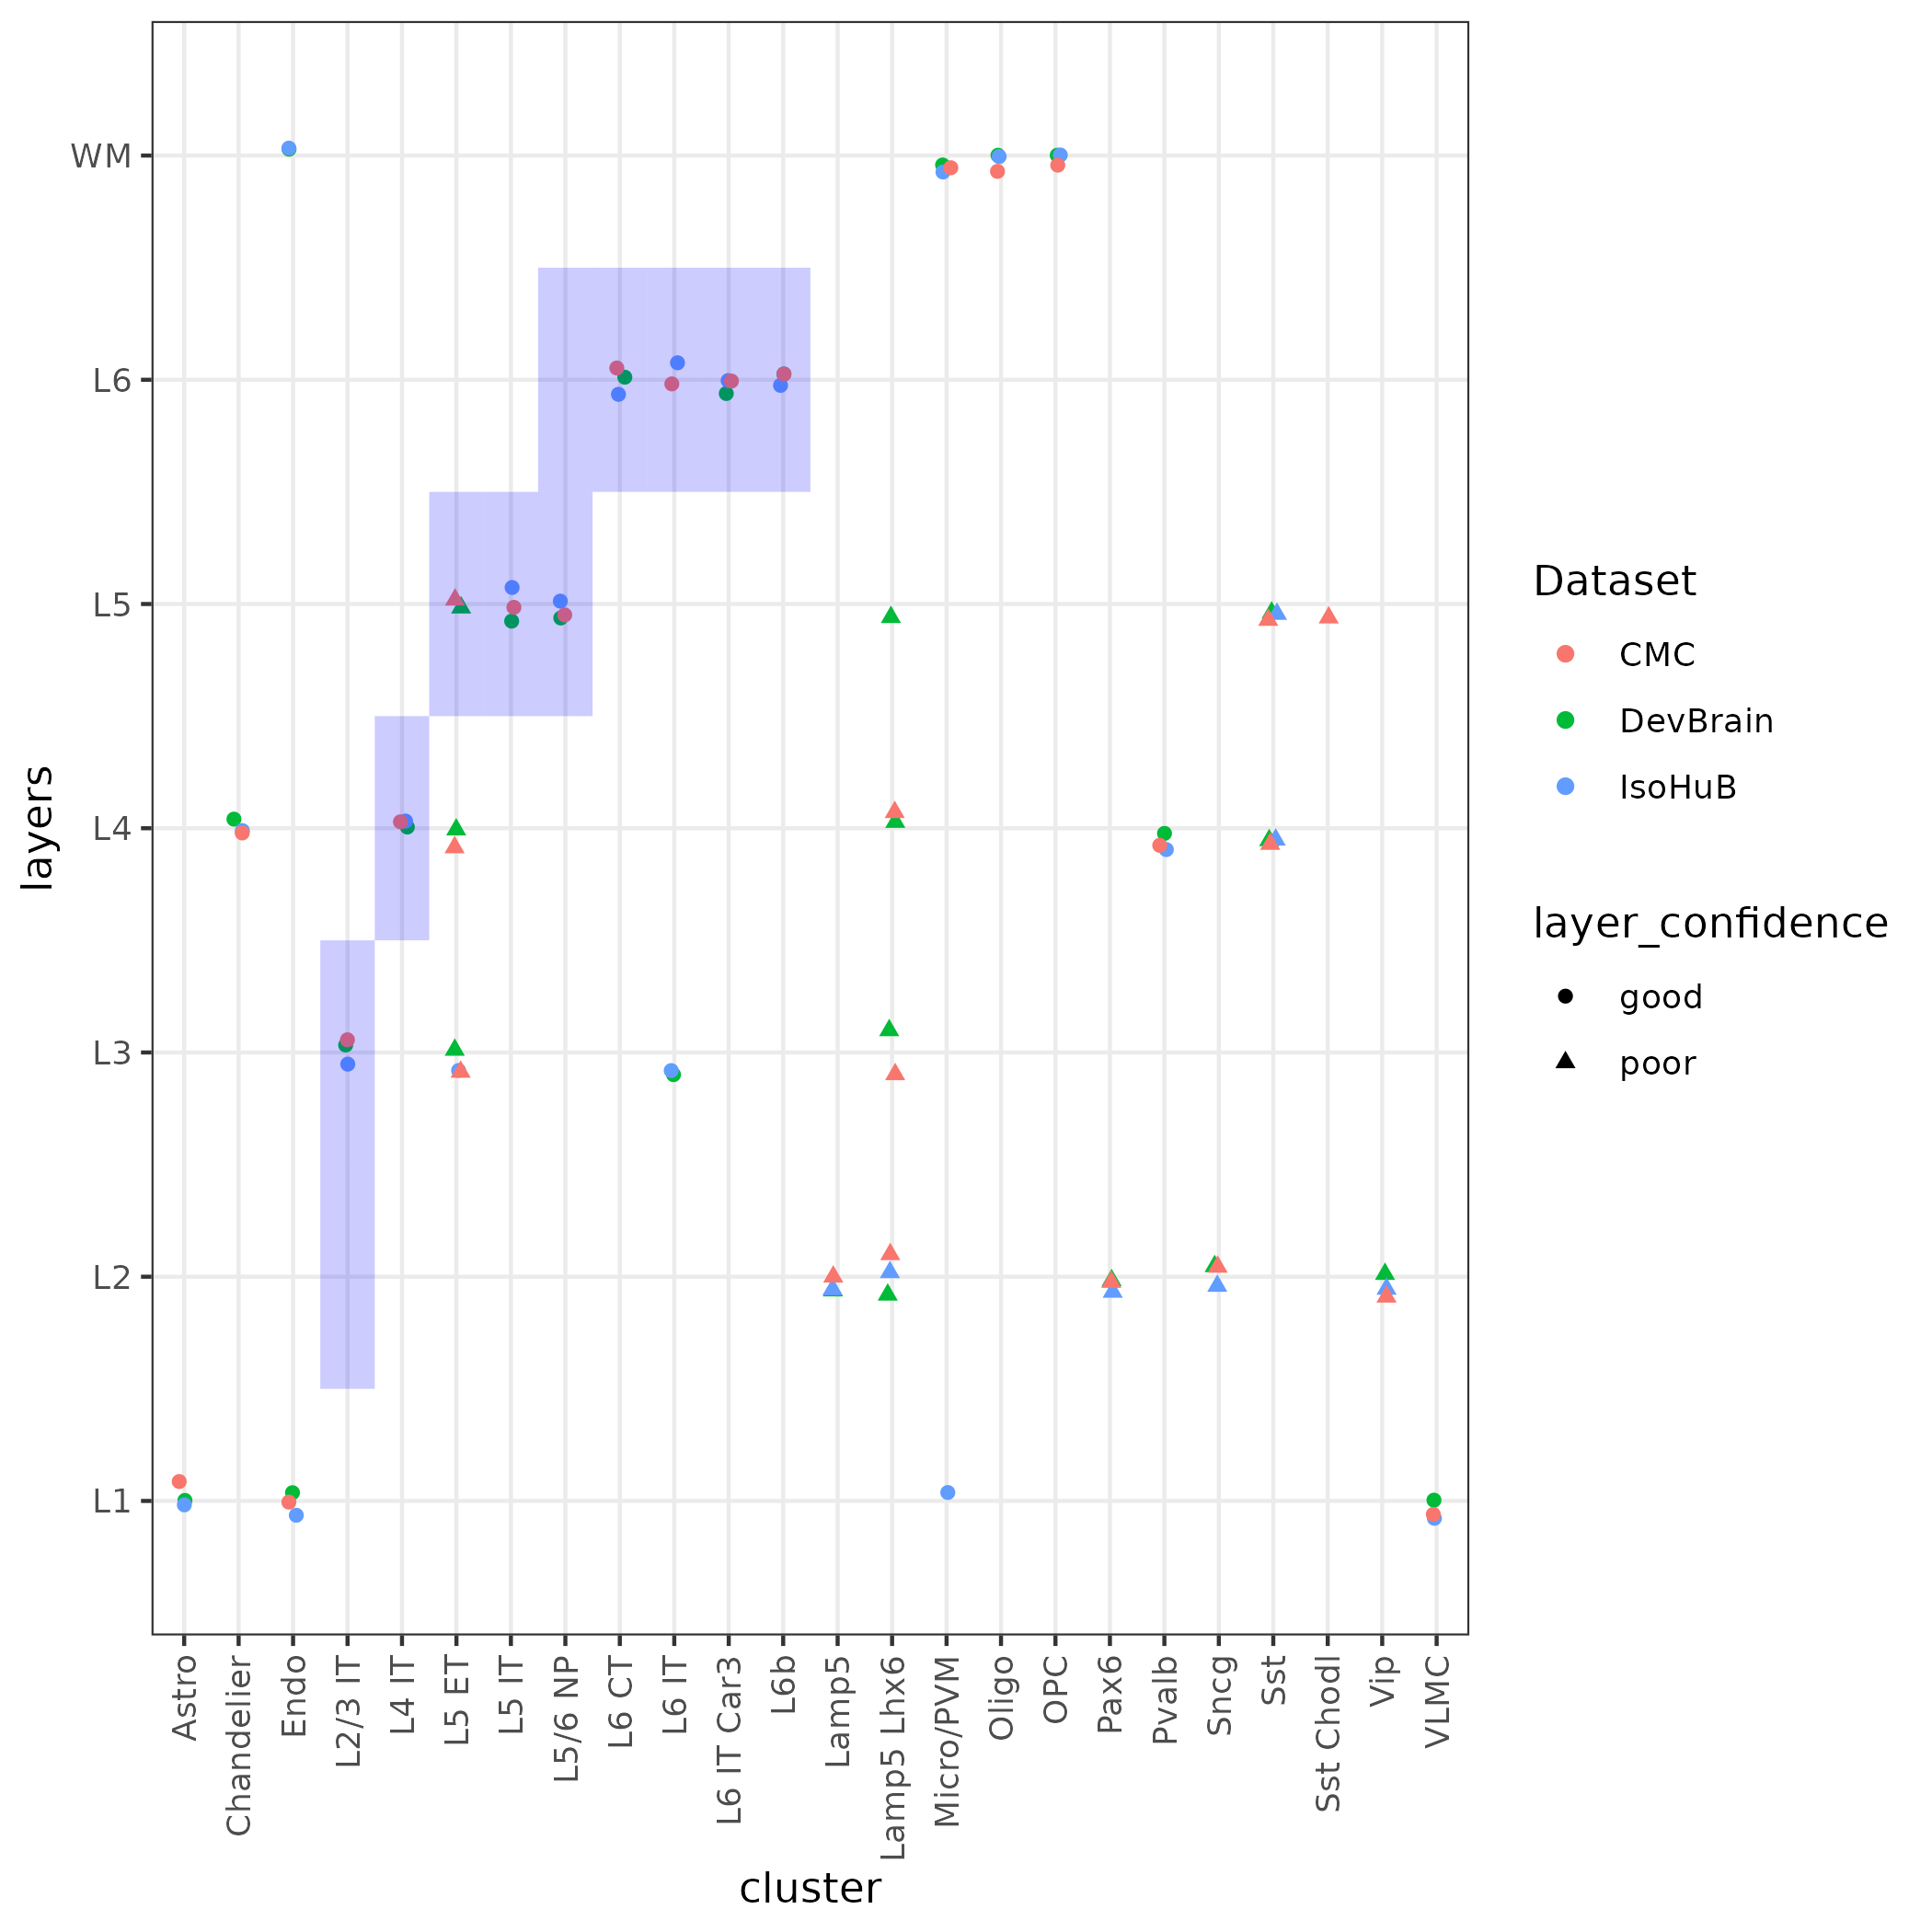 WM
L6
L5
L4
L3
L2
L1
layers
Astro
Chandelier
Endo
L2/3 IT
L4 IT
L5 ET
L5 IT
L5/6 NP
L6 CT
L6 IT
L6 IT Car3
L6b
Lamp5
Lamp5 Lhx6
Micro/PVM
Oligo
OPC
Pax6
Pvalb
Sncg
Sst
Sst Chodl
Vip
VLMC
cluster
Dataset
CMC
DevBrain
IsoHuB
layer_confidence
good
poor